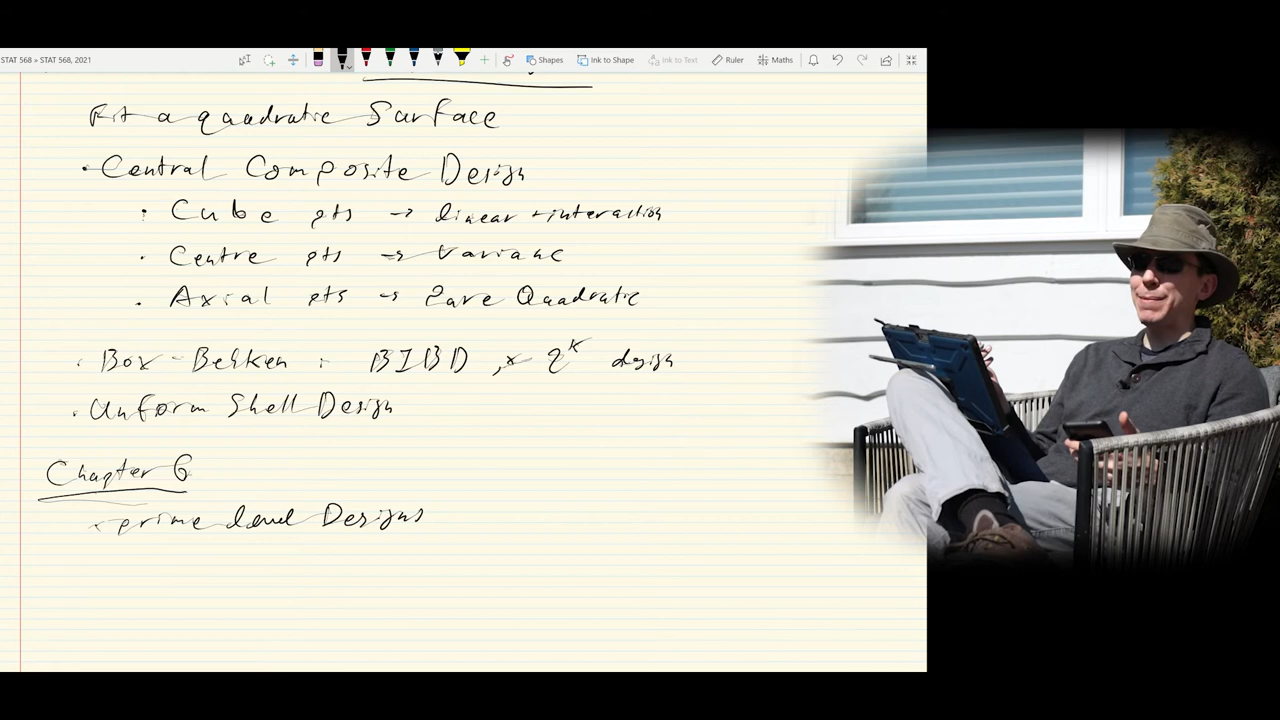 STAT 568 » STAT 568, 2021
Shapes Ink to Shape Ink to Text Ruler Maths
Fit a quadratic Surface
· Central Composite Design
· Cube pts → linear + interaction
· Centre pts → Variance
· Axial pts → Pure Quadratic
· Box-Behken : BIBD, × 2^K design
· Uniform Shell Design
Chapter 6
· prime level Designs